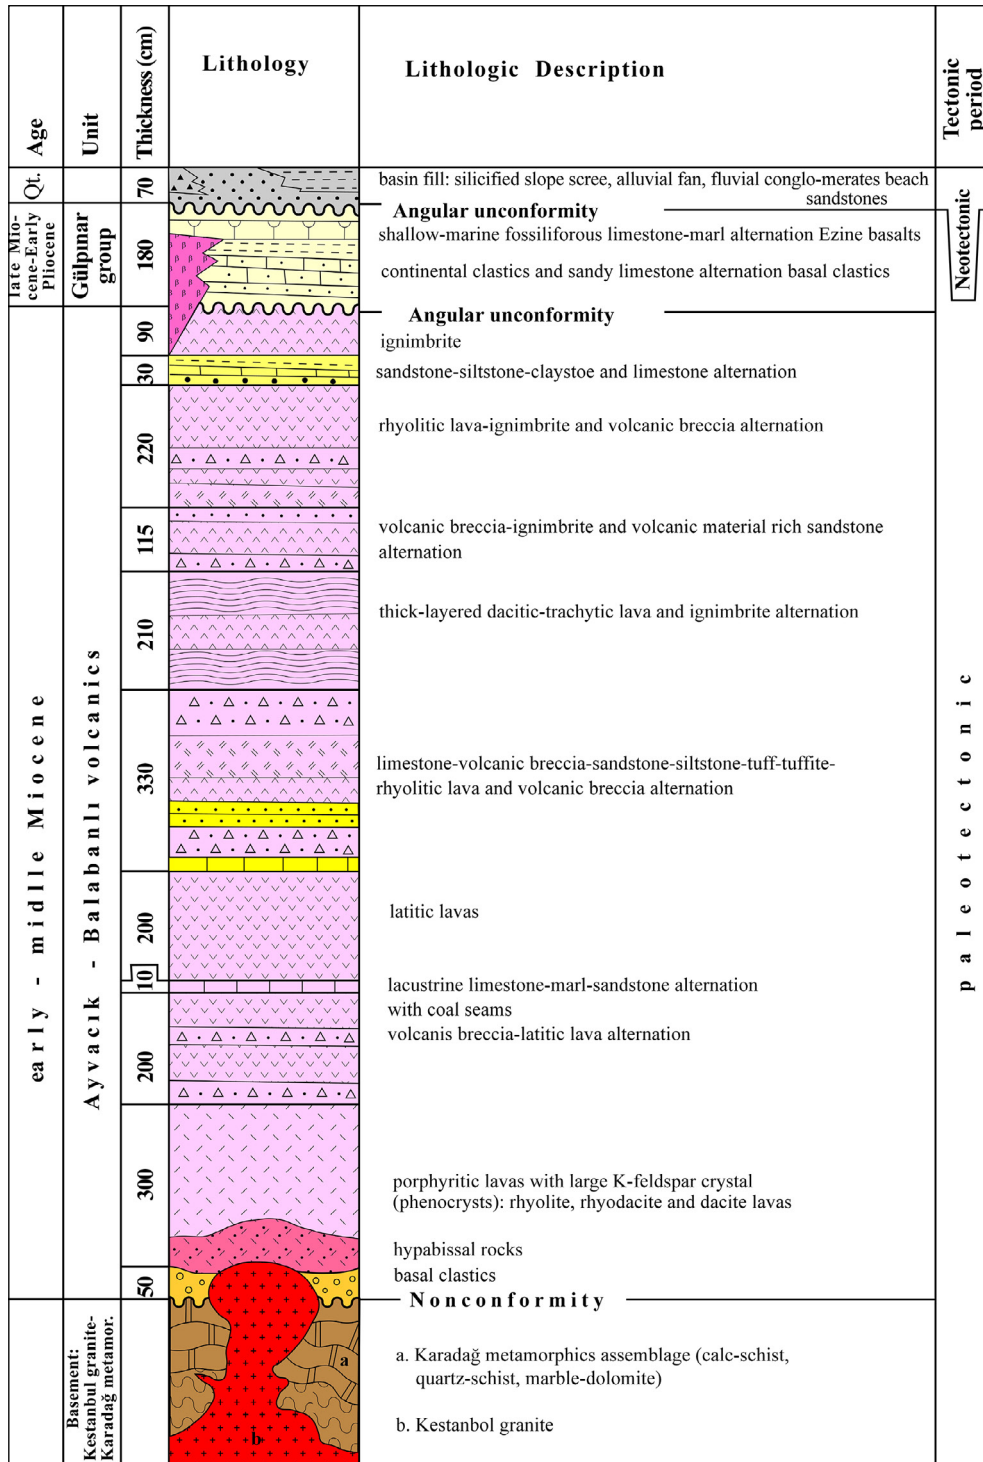 Age
Unit
Thickness (cm)
Lithology
Lithologic Description
Tectonic
period
Qt.
70
basin fill: silicified slope scree, alluvial fan, fluvial conglo-merates beach
sandstones
Angular unconformity
late Mio-
cene-Early
Pliocene
Gülpınar
group
180
shallow-marine fossiliforous limestone-marl alternation Ezine basalts
continental clastics and sandy limestone alternation basal clastics
Neotectonic
Angular unconformity
early - midlle Miocene
Ayvacık - Balabanlı volcanics
paleotectonic
90
ignimbrite
30
sandstone-siltstone-claystoe and limestone alternation
220
rhyolitic lava-ignimbrite and volcanic breccia alternation
115
volcanic breccia-ignimbrite and volcanic material rich sandstone
alternation
210
thick-layered dacitic-trachytic lava and ignimbrite alternation
330
limestone-volcanic breccia-sandstone-siltstone-tuff-tuffite-
rhyolitic lava and volcanic breccia alternation
200
latitic lavas
10
lacustrine limestone-marl-sandstone alternation
with coal seams
200
volcanis breccia-latitic lava alternation
300
porphyritic lavas with large K-feldspar crystal
(phenocrysts): rhyolite, rhyodacite and dacite lavas
hypabissal rocks
50
basal clastics
Nonconformity
Basement:
Kestanbul granite-
Karadağ metamor.
a
b
a. Karadağ metamorphics assemblage (calc-schist,
quartz-schist, marble-dolomite)
b. Kestanbol granite